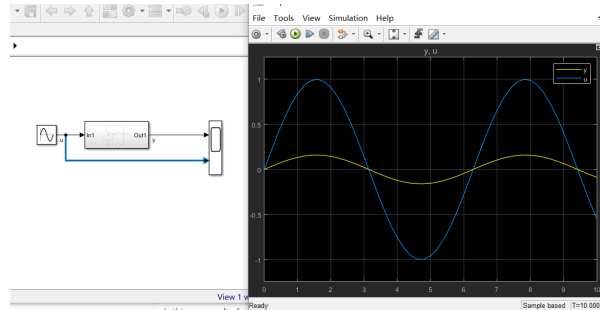 File Tools View Simulation Help
y, u
y
u
1
0.5
0
-0.5
-1
0 1 2 3 4 5 6 7 8 9 10
In1 Out1
u
y
View 1 w
Ready
Sample based T=10.000